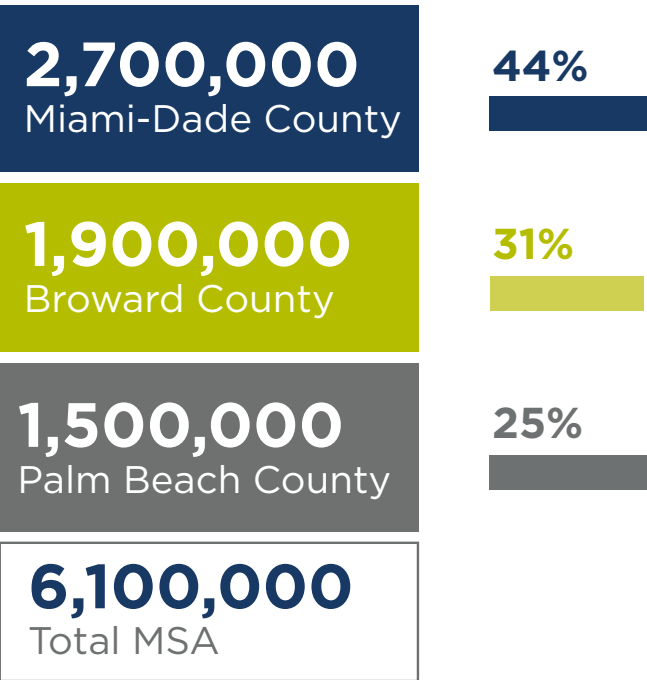 2,700,000
Miami-Dade County
44%
1,900,000
Broward County
31%
1,500,000
Palm Beach County
25%
6,100,000
Total MSA